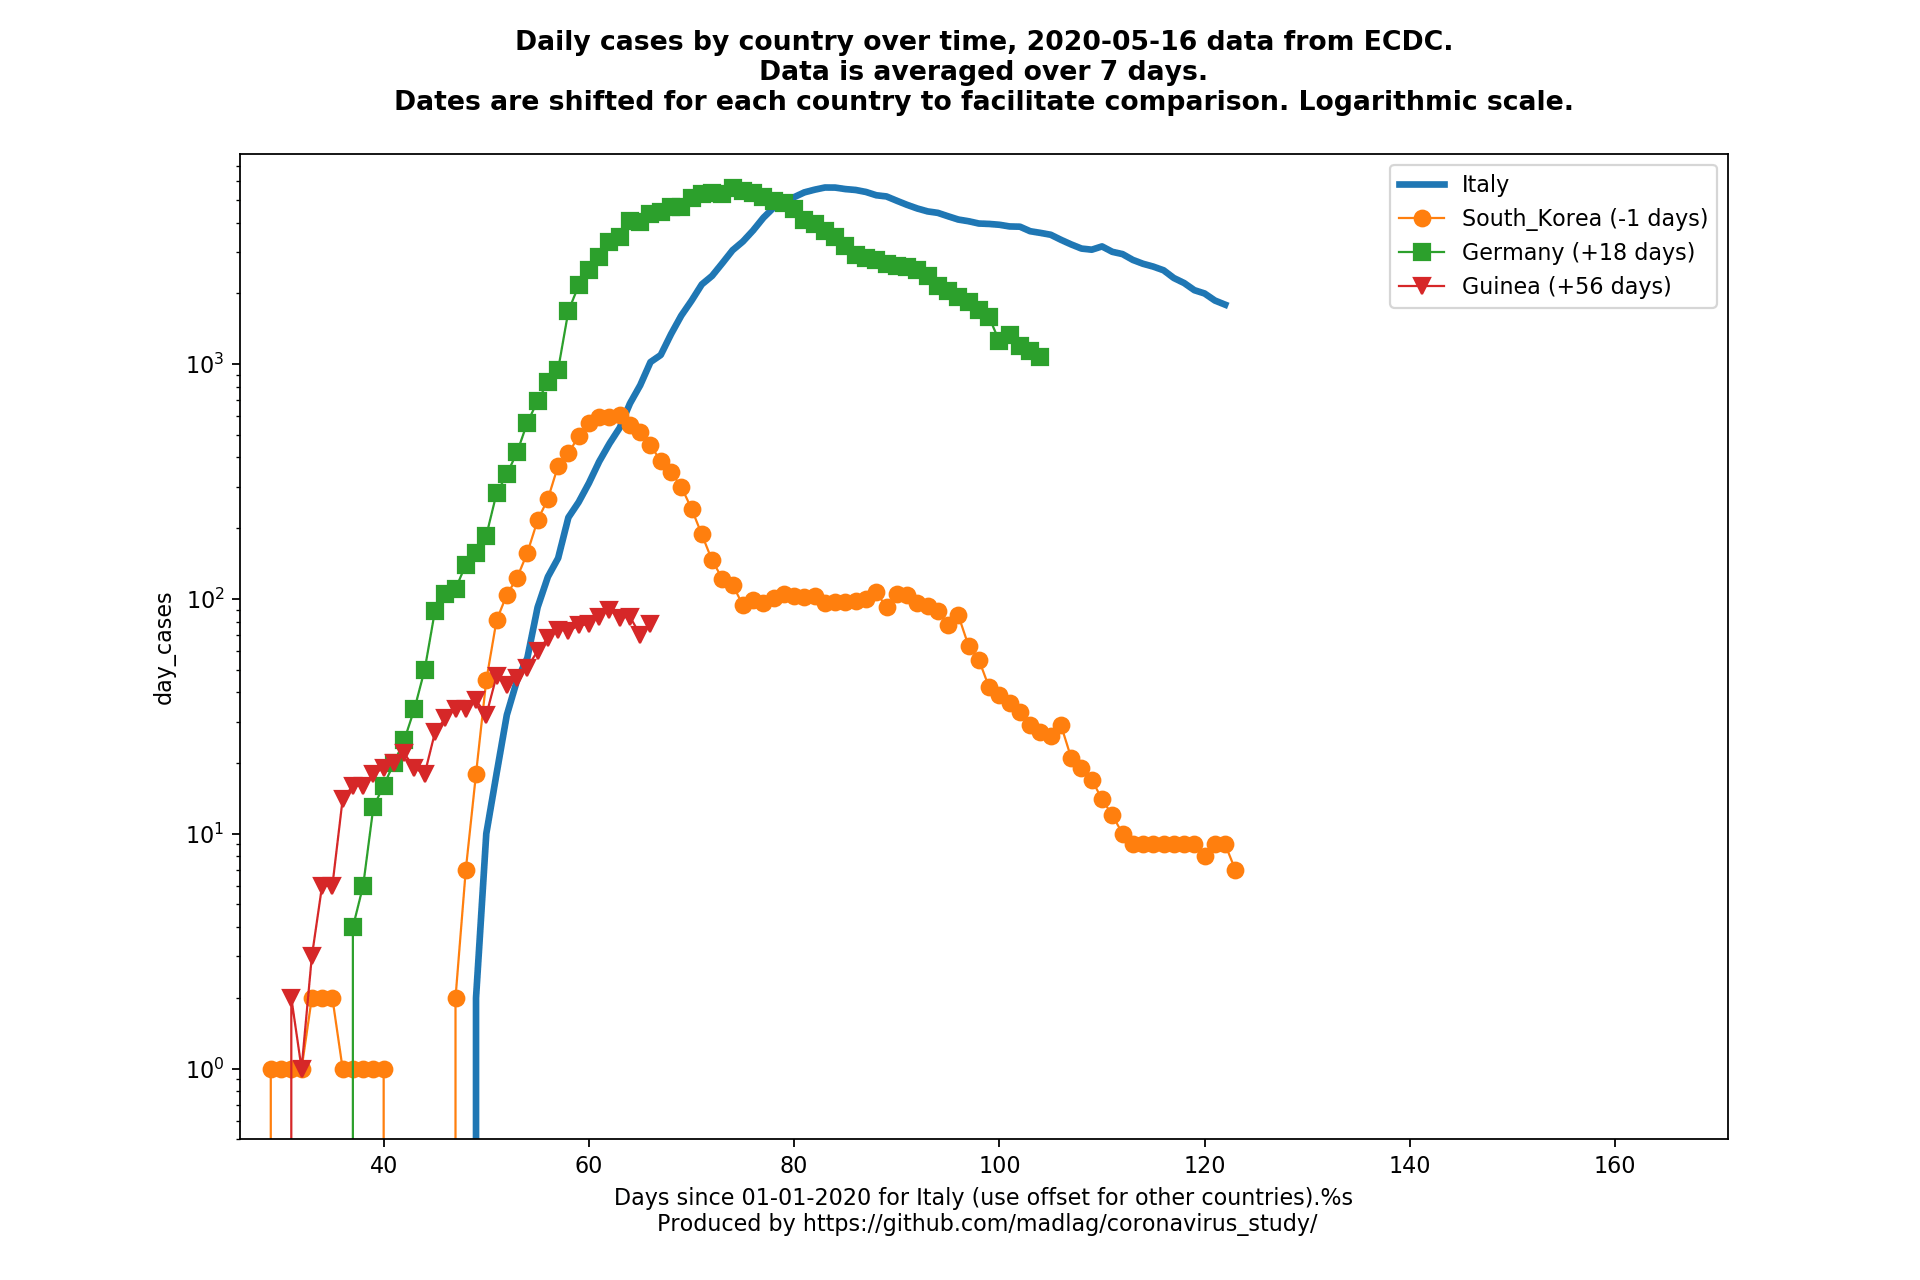 Daily cases by country over time, 2020-05-16 data from ECDC.
Data is averaged over 7 days.
Dates are shifted for each country to facilitate comparison. Logarithmic scale.
Italy
South_Korea (-1 days)
Germany (+18 days)
Guinea (+56 days)
10³
10²
10¹
10⁰
day_cases
40 60 80 100 120 140 160
Days since 01-01-2020 for Italy (use offset for other countries).%s
Produced by https://github.com/madlag/coronavirus_study/